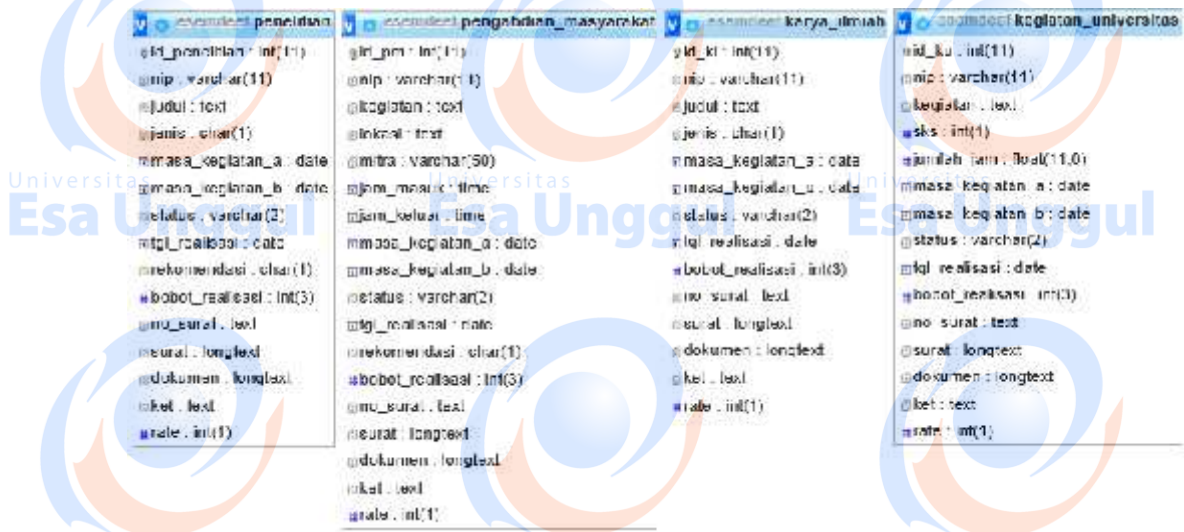 penelitian
id_penelitian : int(11)
nip : varchar(11)
judul : text
jenis : char(1)
masa_kegiatan_a : date
masa_kegiatan_b : date
status : varchar(2)
tgl_realisasi : date
rekomendasi : char(1)
bobot_realisasi : int(3)
no_surat : text
surat : longtext
dokumen : longtext
ket : text
rate : int(1)
pengabdian_masyarakat
id_pm : int(11)
nip : varchar(11)
kegiatan : text
lokasi : text
mitra : varchar(50)
jam_masuk : time
jam_keluar : time
masa_kegiatan_a : date
masa_kegiatan_b : date
status : varchar(2)
tgl_realisasi : date
rekomendasi : char(1)
bobot_realisasi : int(3)
no_surat : text
surat : longtext
dokumen : longtext
ket : text
rate : int(1)
karya_ilmiah
id_ki : int(11)
nip : varchar(11)
judul : text
jenis : char(1)
masa_kegiatan_a : date
masa_kegiatan_b : date
status : varchar(2)
tgl_realisasi : date
bobot_realisasi : int(3)
no_surat : text
surat : longtext
dokumen : longtext
ket : text
rate : int(1)
kegiatan_universitas
id_ku : int(11)
nip : varchar(11)
kegiatan : text
sks : int(1)
jumlah_jam : float(11,0)
masa_kegiatan_a : date
masa_kegiatan_b : date
status : varchar(2)
tgl_realisasi : date
bobot_realisasi : int(3)
no_surat : text
surat : longtext
dokumen : longtext
ket : text
rate : int(1)
Universitas
Esa Unggul
Universitas
Esa Unggul
Universitas
Esa Unggul